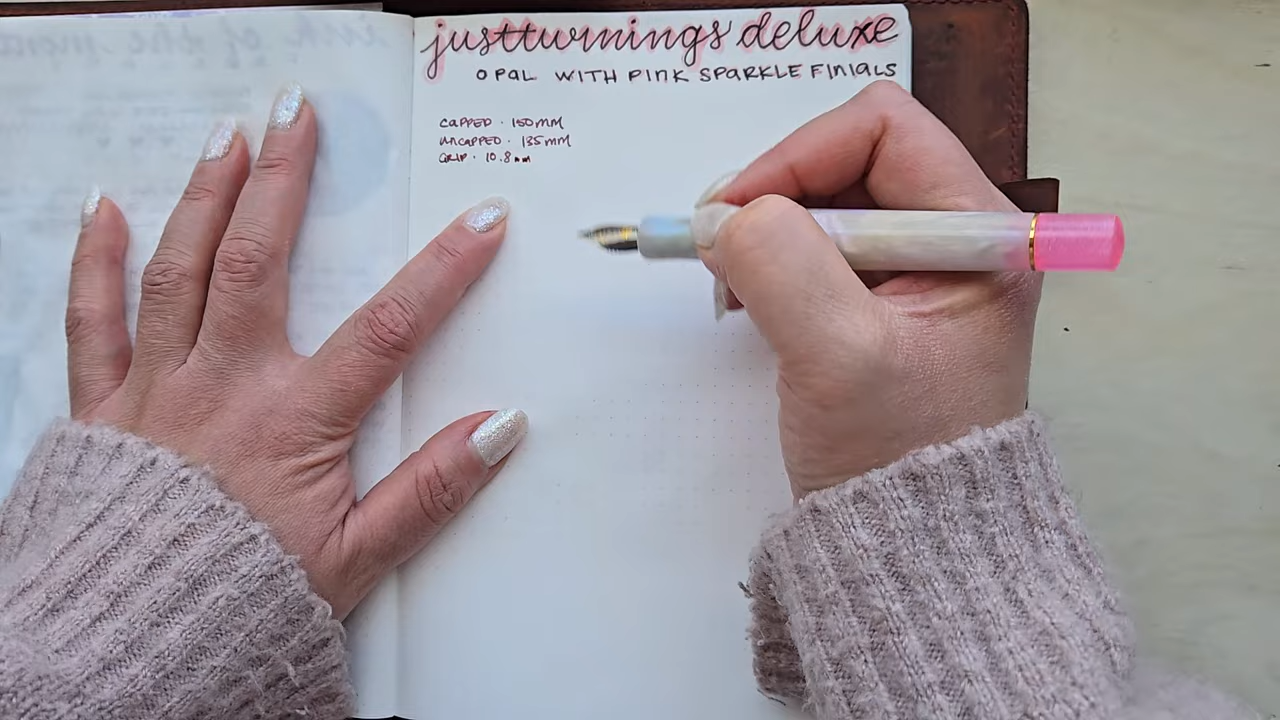 justturnings deluxe
OPAL WITH PINK SPARKLE FINIALS
CAPPED · 150MM
UNCAPPED · 135MM
GRIP · 10.8mm